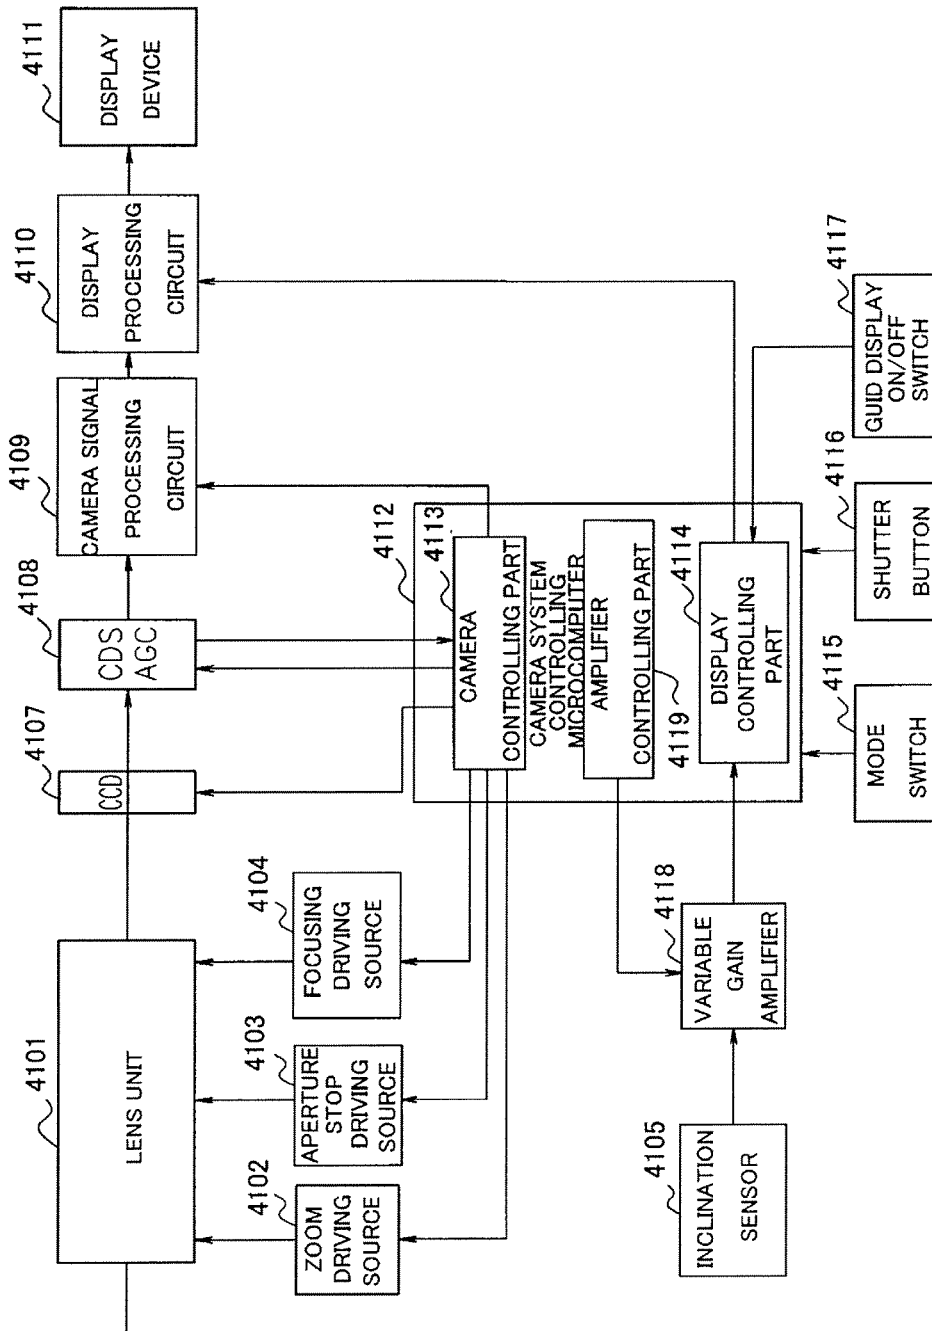 4101
LENS UNIT
4107
CCD
4108
CDS
AGC
4109
CAMERA SIGNAL
PROCESSING
CIRCUIT
4110
DISPLAY
PROCESSING
CIRCUIT
4111
DISPLAY
DEVICE
4102
ZOOM
DRIVING
SOURCE
4103
APERTURE
STOP
DRIVING
SOURCE
4104
FOCUSING
DRIVING
SOURCE
4112
4113
CAMERA
CONTROLLING PART
CAMERA SYSTEM
CONTROLLING
MICROCOMPUTER
AMPLIFIER
CONTROLLING PART
4119
4114
DISPLAY
CONTROLLING
PART
4105
INCLINATION
SENSOR
4118
VARIABLE
GAIN
AMPLIFIER
4115
MODE
SWITCH
4116
SHUTTER
BUTTON
4117
GUID DISPLAY
ON/OFF
SWITCH